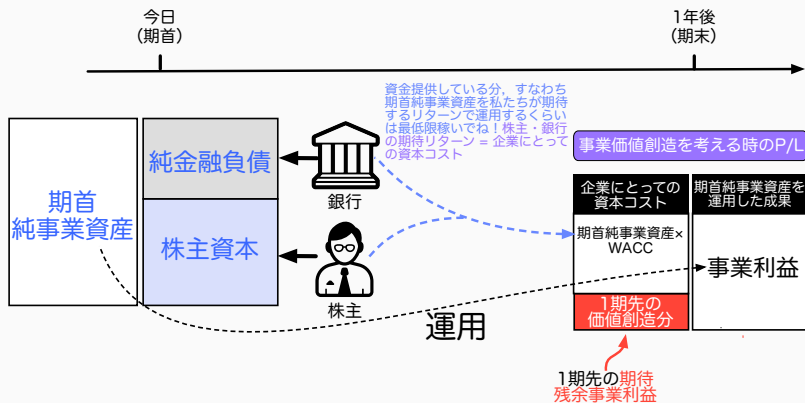 今日
(期首)
1年後
(期末)
資金提供している分，すなわち
期首純事業資産を私たちが期待
するリターンで運用するくらい
は最低限稼いでね！株主・銀行
の期待リターン = 企業にとって
の資本コスト
事業価値創造を考える時のP/L
期首
純事業資産
純金融負債
株主資本
銀行
株主
運用
企業にとっての
資本コスト
期首純事業資産を
運用した成果
期首純事業資産×
WACC
事業利益
1期先の
価値創造分
1期先の期待
残余事業利益